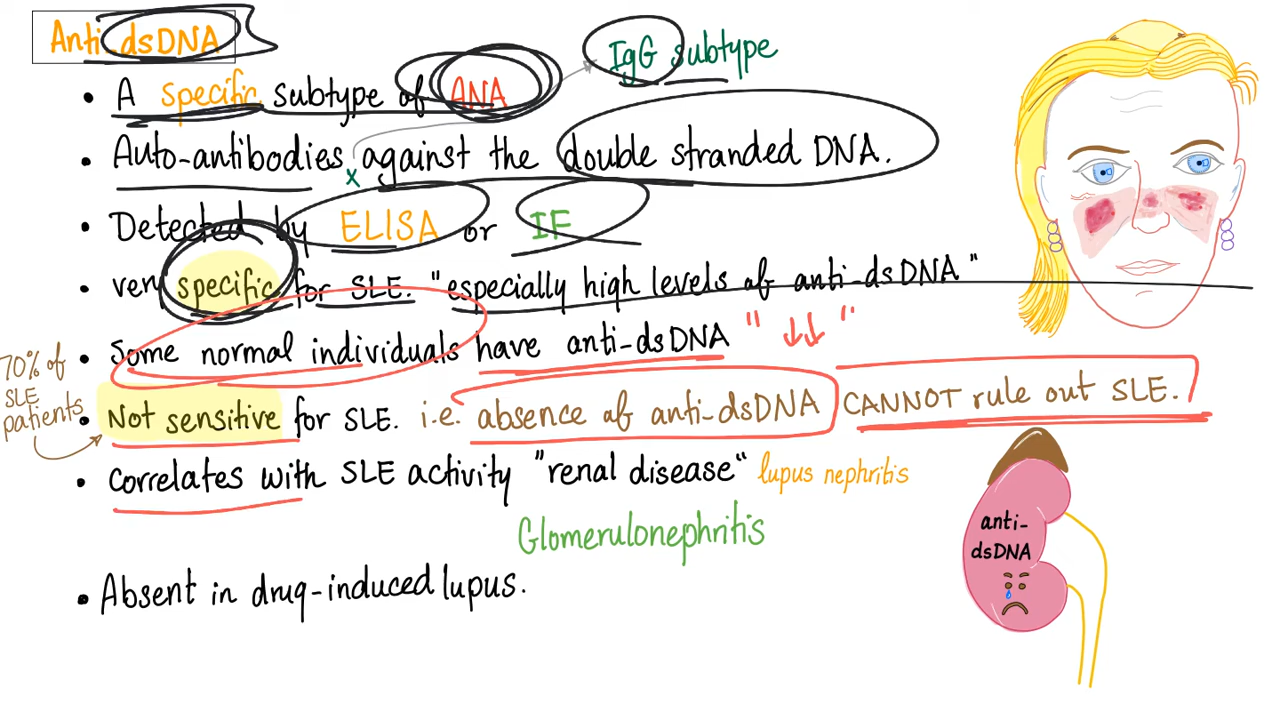 Anti-dsDNA
IgG subtype
• A specific subtype of ANA
• Auto-antibodies x against the double stranded DNA.
• Detected by ELISA or IF
• very specific for SLE. "especially high levels of anti-dsDNA"
• Some normal individuals have anti-dsDNA "↓↓"
70% of
SLE
patients
• Not sensitive for SLE. i.e. absence of anti-dsDNA CANNOT rule out SLE.
• Correlates with SLE activity "renal disease" lupus nephritis
Glomerulonephritis
anti-
dsDNA
• Absent in drug-induced lupus.